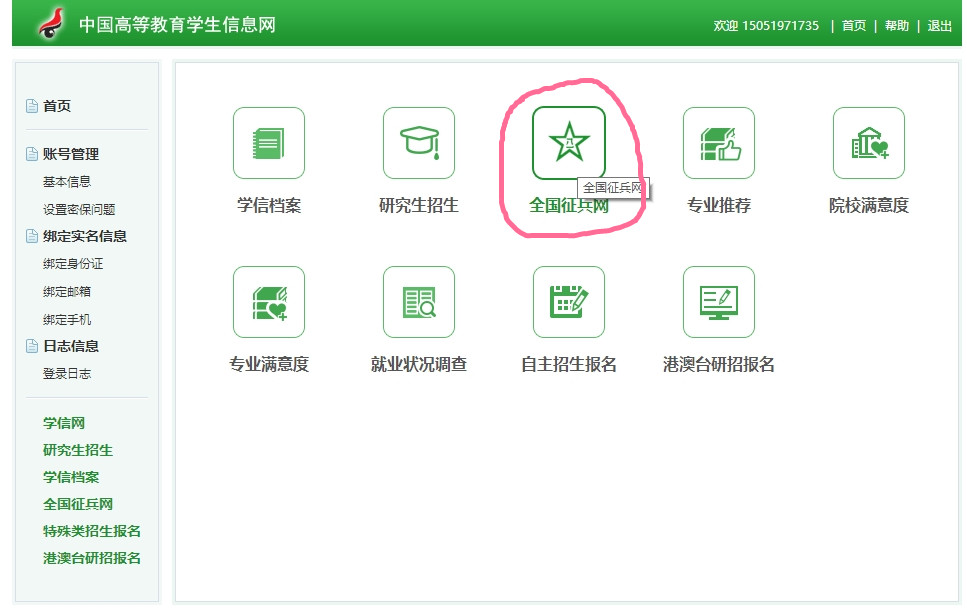 中国高等教育学生信息网
欢迎 15051971735 | 首页 | 帮助 | 退出
首页
账号管理
基本信息
设置密保问题
绑定实名信息
绑定身份证
绑定邮箱
绑定手机
日志信息
登录日志
学信网
研究生招生
学信档案
全国征兵网
特殊类招生报名
港澳台研招报名
八一
全国征兵网
学信档案 研究生招生 全国征兵网 专业推荐 院校满意度
专业满意度 就业状况调查 自主招生报名 港澳台研招报名